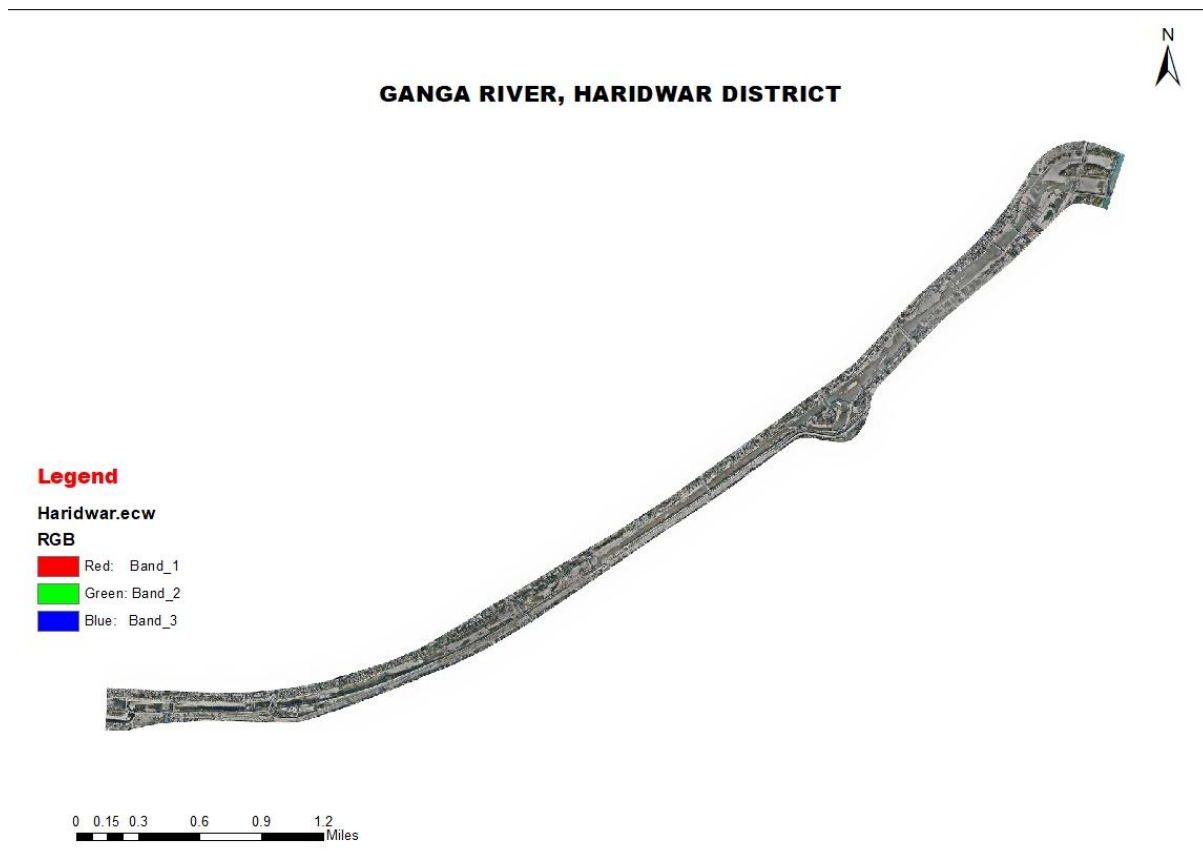 N
GANGA RIVER, HARIDWAR DISTRICT
Legend
Haridwar.ecw
RGB
Red: Band_1
Green: Band_2
Blue: Band_3
0 0.15 0.3 0.6 0.9 1.2
Miles